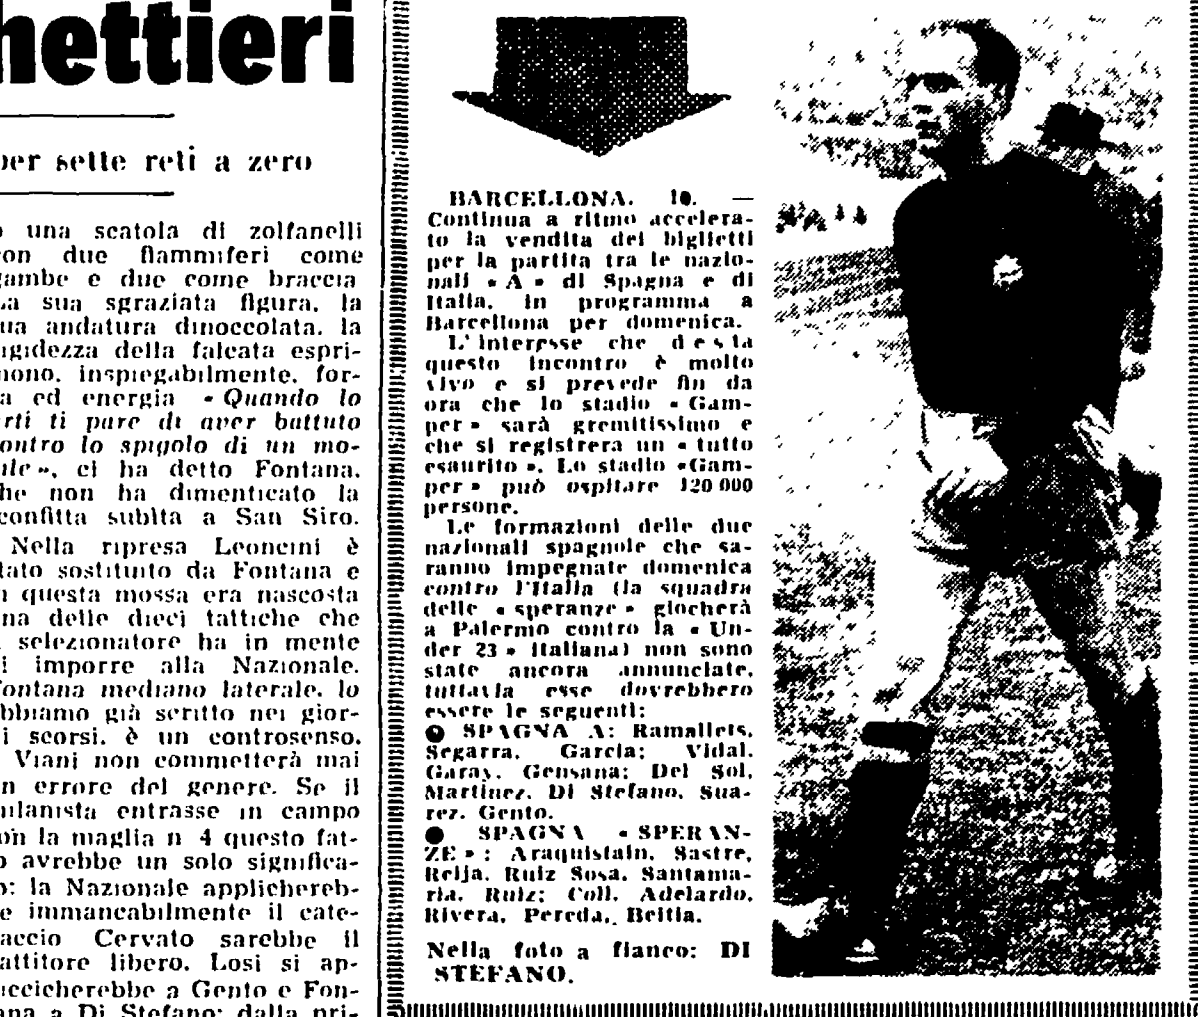 hettieri
per sette reti a zero
o una scatola di zolfanelli
con due fiammiferi come
gambe e due come braccia
La sua sgraziata figura, la
sua andatura dinoccolata, la
rigidezza della falcata espri-
mono, inspiegabilmente, for-
za ed energia « Quando lo
urti ti pare di aver battuto
contro lo spigolo di un mo-
bile », ci ha detto Fontana,
che non ha dimenticato la
sconfitta subita a San Siro.
Nella ripresa Leoncini è
stato sostituito da Fontana e
in questa mossa era nascosta
una delle dieci tattiche che
il selezionatore ha in mente
di imporre alla Nazionale.
Fontana mediano laterale, lo
abbiamo già scritto nei gior-
ni scorsi, è un controsenso.
Viani non commetterà mai
un errore del genere. Se il
milanista entrasse in campo
con la maglia n 4 questo fat-
to avrebbe un solo significa-
to: la Nazionale applichereb-
be immancabilmente il cate-
naccio Cervato sarebbe il
battitore libero, Losi si ap-
piccicherebbe a Gento e Fon-
tana a Di Stefano: dalla pri-
BARCELLONA, 10. —
Continua a ritmo accelera-
to la vendita dei biglietti
per la partita tra le nazio-
nali « A » di Spagna e di
Italia, in programma a
Barcellona per domenica.
L'interesse che desta
questo incontro è molto
vivo e si prevede fin da
ora che lo stadio « Gam-
per » sarà gremitissimo e
che si registrera un « tutto
esaurito ». Lo stadio «Gam-
per » può ospitare 120 000
persone.
Le formazioni delle due
nazionali spagnole che sa-
ranno impegnate domenica
contro l'Italia (la squadra
delle « speranze » giocherà
a Palermo contro la « Un-
der 23 » italiana) non sono
state ancora annunciate,
tuttavia esse dovrebbero
essere le seguenti:
● SPAGNA A: Ramallets,
Segarra, Garcia; Vidal,
Garay, Gensana; Del Sol,
Martinez, Di Stefano, Sua-
rez, Gento.
● SPAGNA « SPERAN-
ZE » : Araquistain, Sastre,
Reija, Ruiz Sosa, Santama-
ria, Ruiz; Coll, Adelardo,
Rivera, Pereda, Beitia.
Nella foto a fianco: DI
STEFANO.